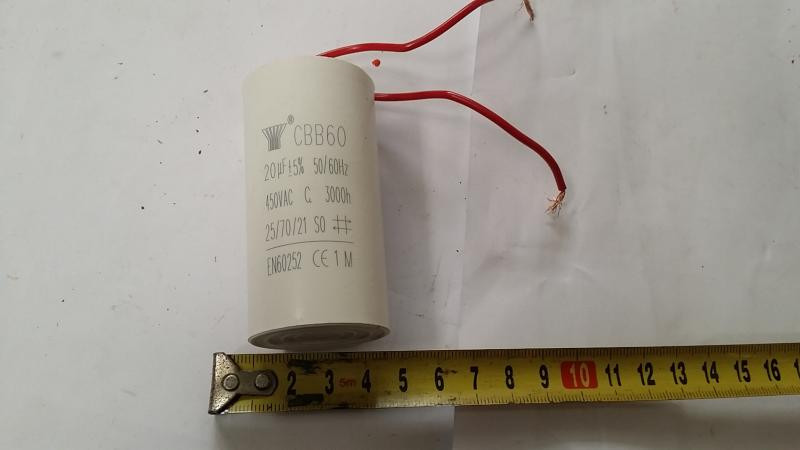 ® CBB60
20µF±5% 50/60Hz
450VAC C 3000h
25/70/21 S0
EN60252 CE 1 M
2 3 5m 4 5 6 7 8 9 10 11 12 13 14 15 16